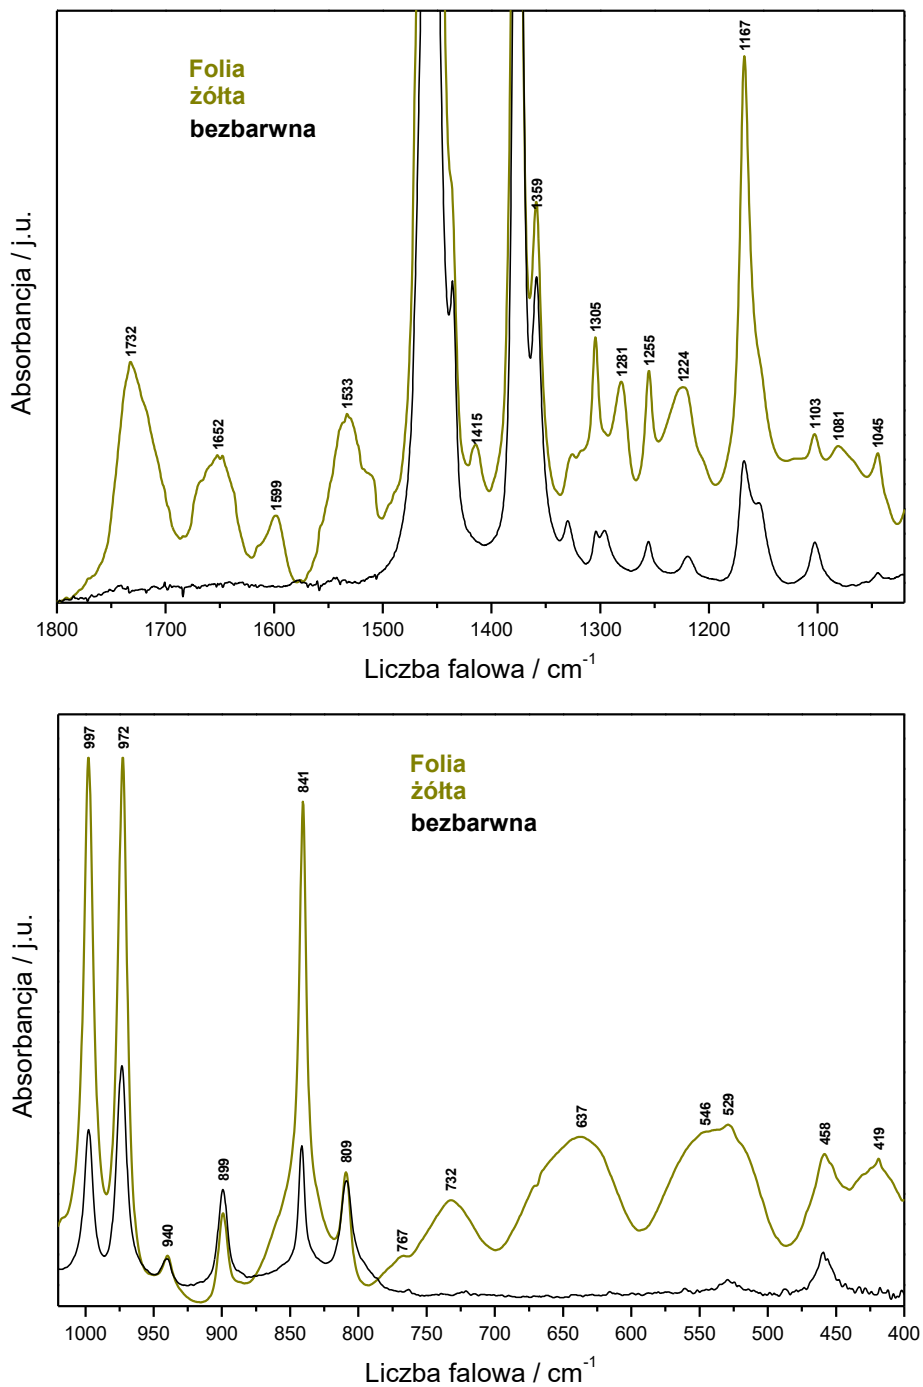 1167
Folia
żółta
bezbarwna
1359
1305
1281
1255
1224
1732
1652
1599
1533
1415
1103
1081
1045
Absorbancja / j.u.
1800 1700 1600 1500 1400 1300 1200 1100
Liczba falowa / cm-1
997
972
841
Folia
żółta
bezbarwna
940
899
809
767
732
637
546
529
458
419
Absorbancja / j.u.
1000 950 900 850 800 750 700 650 600 550 500 450 400
Liczba falowa / cm-1